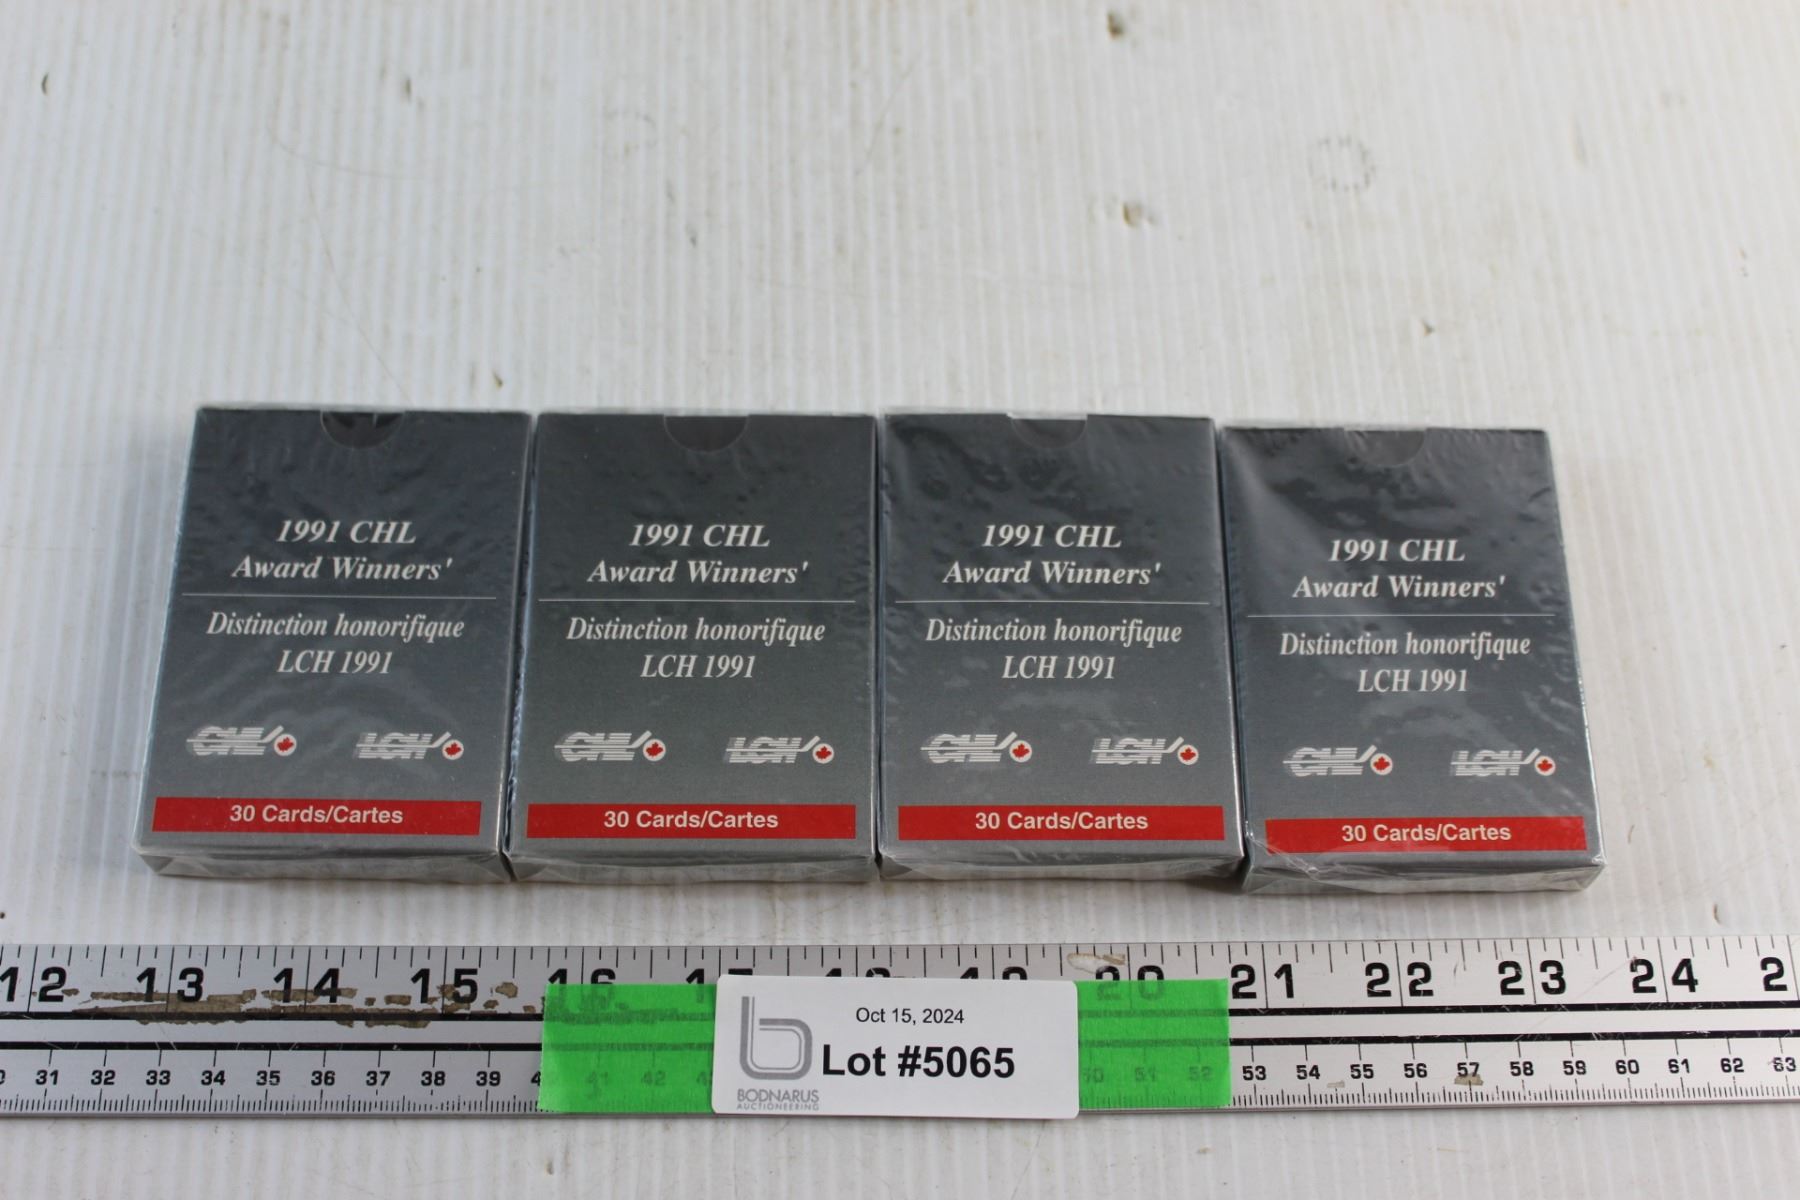 1991 CHL
Award Winners'
Distinction honorifique
LCH 1991
CHL LCH
30 Cards/Cartes
1991 CHL
Award Winners'
Distinction honorifique
LCH 1991
CHL LCH
30 Cards/Cartes
1991 CHL
Award Winners'
Distinction honorifique
LCH 1991
CHL LCH
30 Cards/Cartes
1991 CHL
Award Winners'
Distinction honorifique
LCH 1991
CHL LCH
30 Cards/Cartes
12 13 14 15 16 20 21 22 23 24
31 32 33 34 35 36 37 38 39 41 42 51 52 53 54 55 56 57 58 59 60 61 62 63
Oct 15, 2024
Lot #5065
BODNARUS
AUCTIONEERING